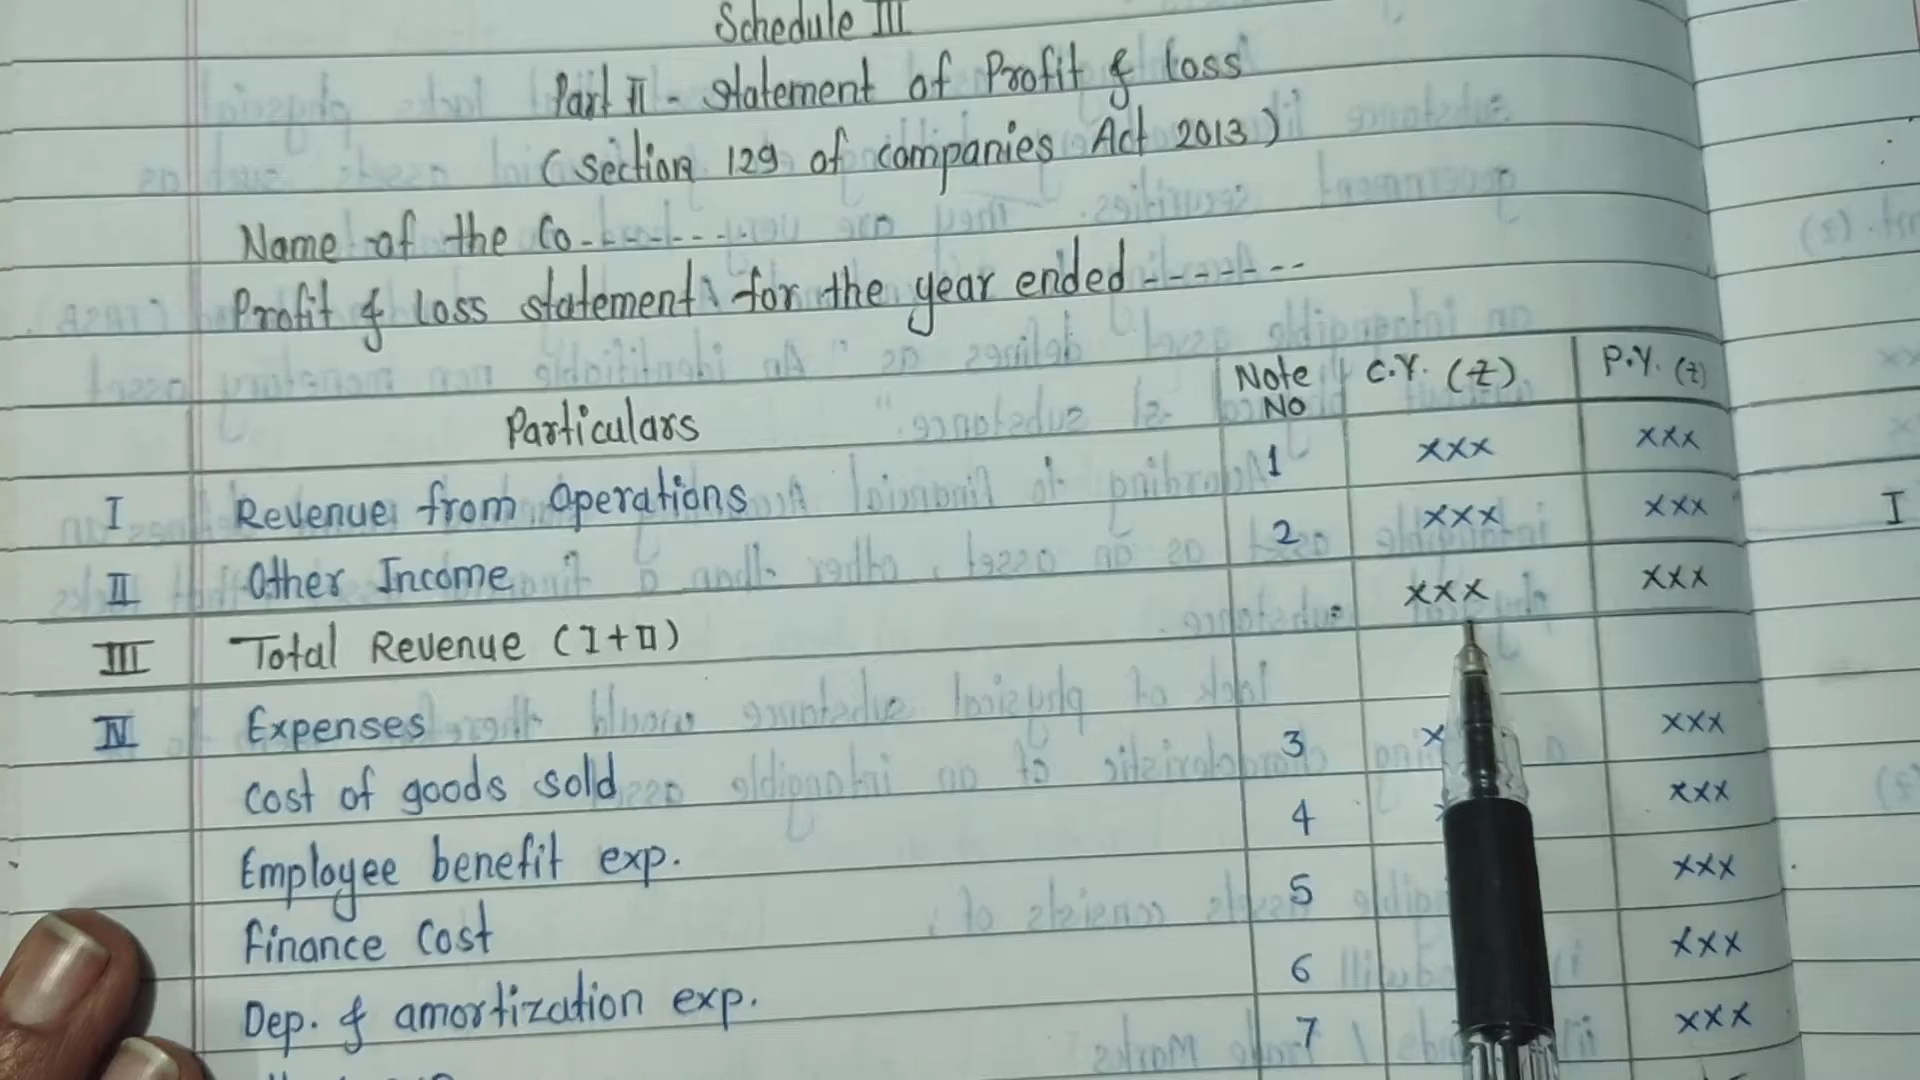 Schedule III
Part II - Statement of Profit & Loss
(Section 129 of companies Act 2013)
Name of the Co----------
Profit & Loss statement for the year ended-------
Particulars Note No C.Y. (₹) P.Y. (₹)
I Revenue from Operations 1 xxx xxx
II Other Income 2 xxx xxx
III Total Revenue (I+II) xxx xxx
IV Expenses
Cost of goods sold 3 x xxx
Employee benefit exp. 4 xxx
Finance Cost 5 xxx
Dep. & amortization exp. 6 xxx
7 xxx
I